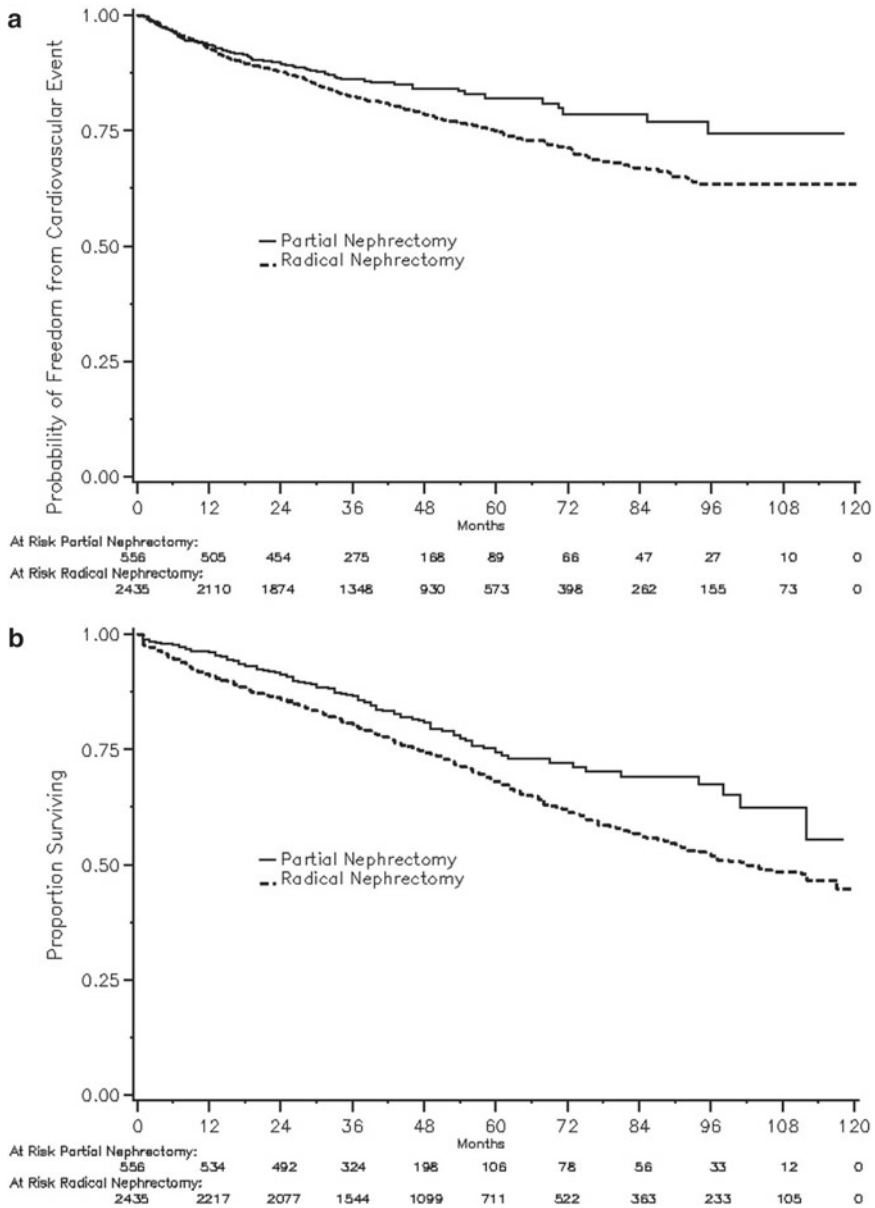 a
Probability of Freedom from Cardiovascular Event
1.00
0.75
0.50
0.25
0.00
Partial Nephrectomy
Radical Nephrectomy
0 12 24 36 48 60 72 84 96 108 120
Months
At Risk Partial Nephrectomy:
556 505 454 275 168 89 66 47 27 10 0
At Risk Radical Nephrectomy:
2435 2110 1874 1348 930 573 398 262 155 73 0
b
Proportion Surviving
1.00
0.75
0.50
0.25
0.00
Partial Nephrectomy
Radical Nephrectomy
0 12 24 36 48 60 72 84 96 108 120
Months
At Risk Partial Nephrectomy:
556 534 492 324 198 106 78 56 33 12 0
At Risk Radical Nephrectomy:
2435 2217 2077 1544 1099 711 522 363 233 105 0